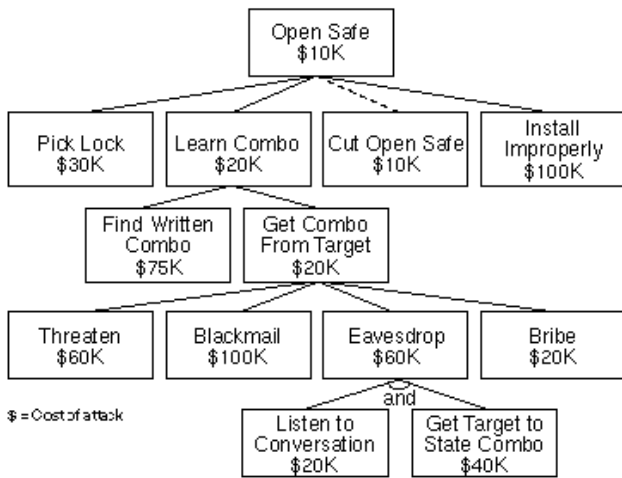 Open Safe
$10K
Pick Lock
$30K
Learn Combo
$20K
Cut Open Safe
$10K
Install
Improperly
$100K
Find Written
Combo
$75K
Get Combo
From Target
$20K
Threaten
$60K
Blackmail
$100K
Eavesdrop
$60K
Bribe
$20K
and
$ = Cost of attack
Listen to
Conversation
$20K
Get Target to
State Combo
$40K